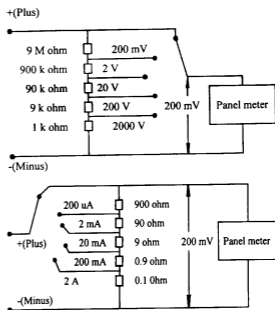 +(Plus)
9 M ohm 200 mV
900 k ohm 2 V
90 k ohm 20 V
9 k ohm 200 V
1 k ohm 2000 V
200 mV
Panel meter
-(Minus)
200 uA 900 ohm
2 mA 90 ohm
20 mA 9 ohm
200 mA 0.9 ohm
2 A 0.1 0hm
+(Plus)
200 mV
Panel meter
-(Minus)